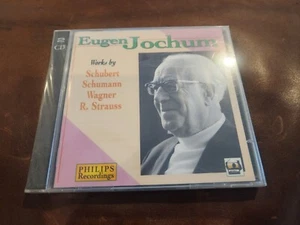 2
CD
Eugen Jochum
Works by
Schubert
Schumann
Wagner
R. Strauss
PHILIPS
Recordings